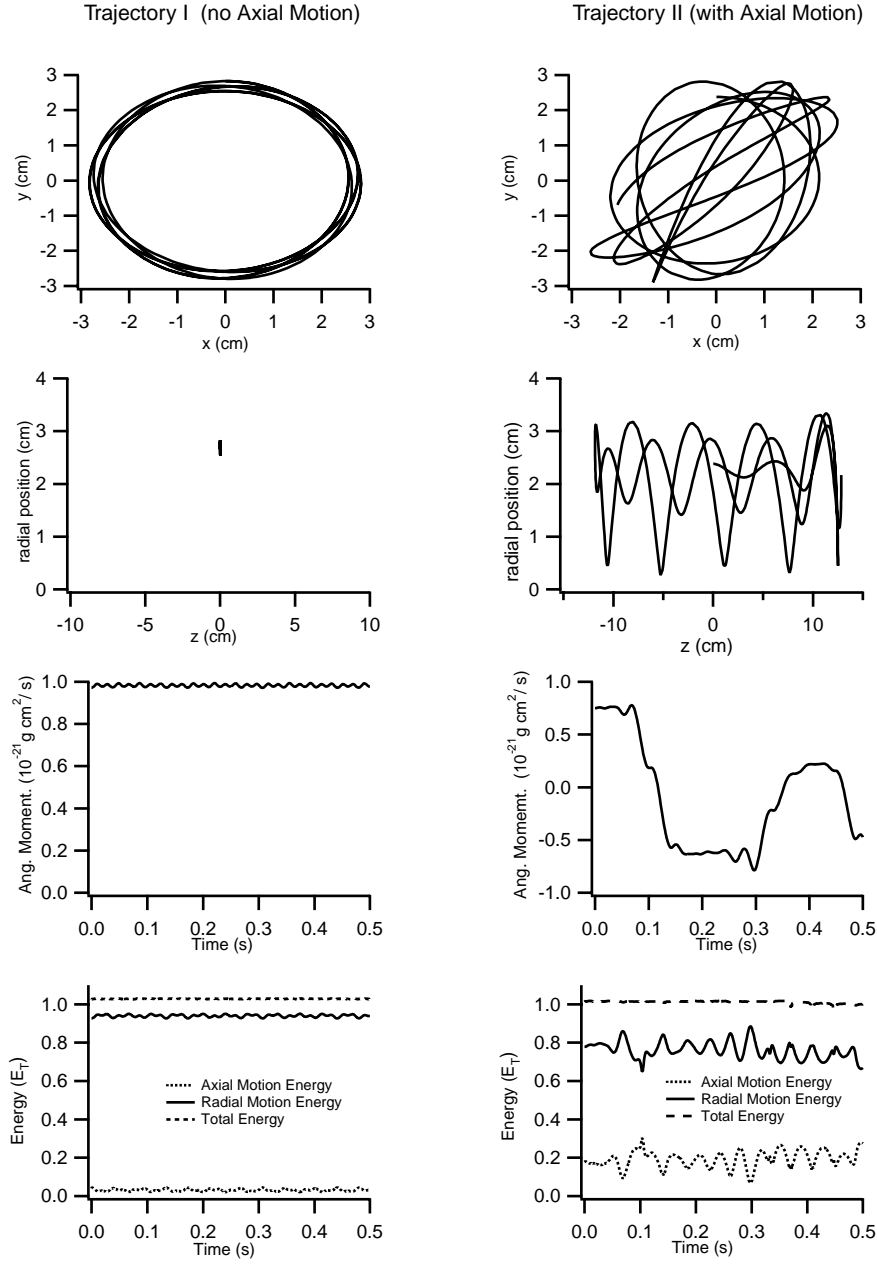 Trajectory I (no Axial Motion)
3
2
1
0
-1
-2
-3
y (cm)
-3 -2 -1 0 1 2 3
x (cm)
Trajectory II (with Axial Motion)
3
2
1
0
-1
-2
-3
y (cm)
-3 -2 -1 0 1 2 3
x (cm)
4
3
2
1
0
radial position (cm)
-10 -5 0 5 10
z (cm)
4
3
2
1
0
radial position (cm)
-10 0 10
z (cm)
1.0
0.8
0.6
0.4
0.2
0.0
Ang. Moment. (10⁻²¹ g cm²/ s)
0.0 0.1 0.2 0.3 0.4 0.5
Time (s)
1.0
0.5
0.0
-0.5
-1.0
Ang. Momemt. (10⁻²¹ g cm²/ s)
0.0 0.1 0.2 0.3 0.4 0.5
Time (s)
1.0
0.8
0.6
0.4
0.2
0.0
Energy (E_T)
Axial Motion Energy
Radial Motion Energy
Total Energy
0.0 0.1 0.2 0.3 0.4 0.5
Time (s)
1.0
0.8
0.6
0.4
0.2
0.0
Energy (E_T)
Axial Motion Energy
Radial Motion Energy
Total Energy
0.0 0.1 0.2 0.3 0.4 0.5
Time (s)